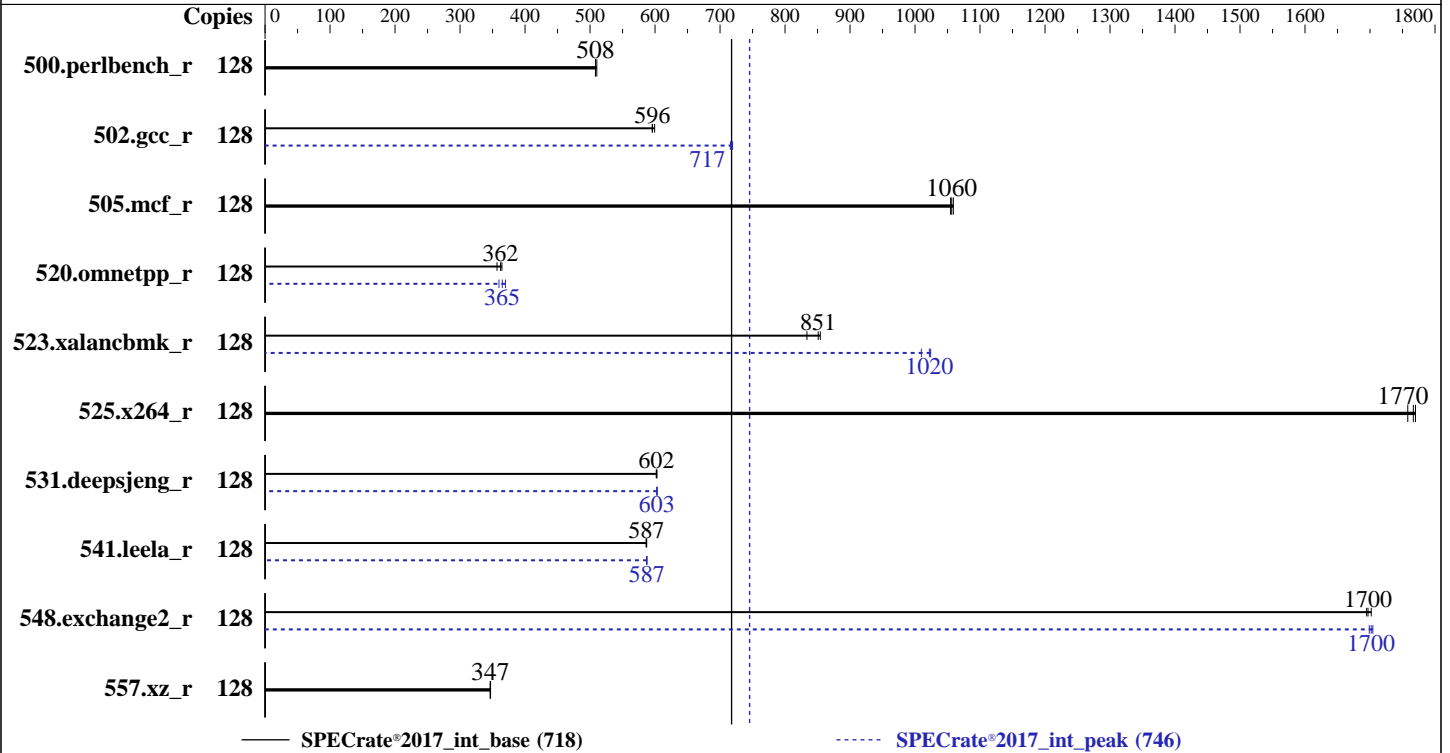 Copies 0 100 200 300 400 500 600 700 800 900 1000 1100 1200 1300 1400 1500 1600 1800
508
500.perlbench_r 128
596
502.gcc_r 128
717
1060
505.mcf_r 128
362
520.omnetpp_r 128
365
851
523.xalancbmk_r 128
1020
1770
525.x264_r 128
602
531.deepsjeng_r 128
603
587
541.leela_r 128
587
1700
548.exchange2_r 128
1700
347
557.xz_r 128
SPECrate®2017_int_base (718) SPECrate®2017_int_peak (746)